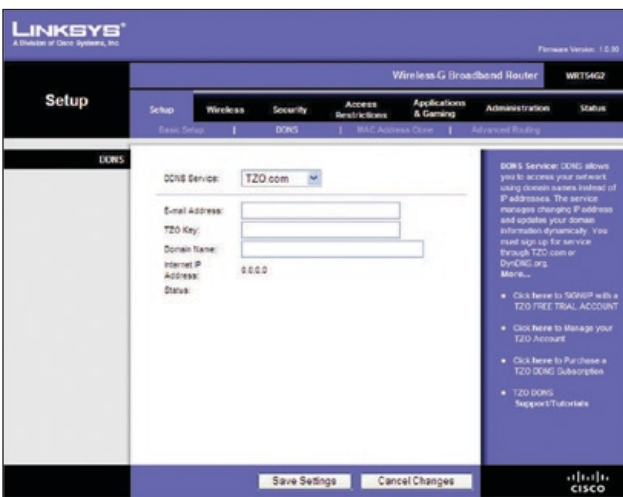 LINKSYS®
A Division of Cisco Systems, Inc.
Firmware Version: 1.0.00
Wireless-G Broadband Router
WRT54G2
Setup
Setup
Wireless
Security
Access Restrictions
Applications & Gaming
Administration
Status
Basic Setup | DDNS | MAC Address Clone | Advanced Routing
DDNS
DDNS Service: TZO.com
E-mail Address:
TZO Key:
Domain Name:
Internet IP
Address: 0.0.0.0
Status:
DDNS Service: DDNS allows
you to access your network
using domain names instead of
IP addresses. The service
manages changing IP address
and updates your domain
information dynamically. You
must sign up for service
through TZO.com or
DynDNS.org.
More...
Click here to SIGNUP with a
TZO FREE TRIAL ACCOUNT
Click here to Manage your
TZO Account
Click here to Purchase a
TZO DDNS Subscription
TZO DDNS
Support/Tutorials
Save Settings
Cancel Changes
CISCO